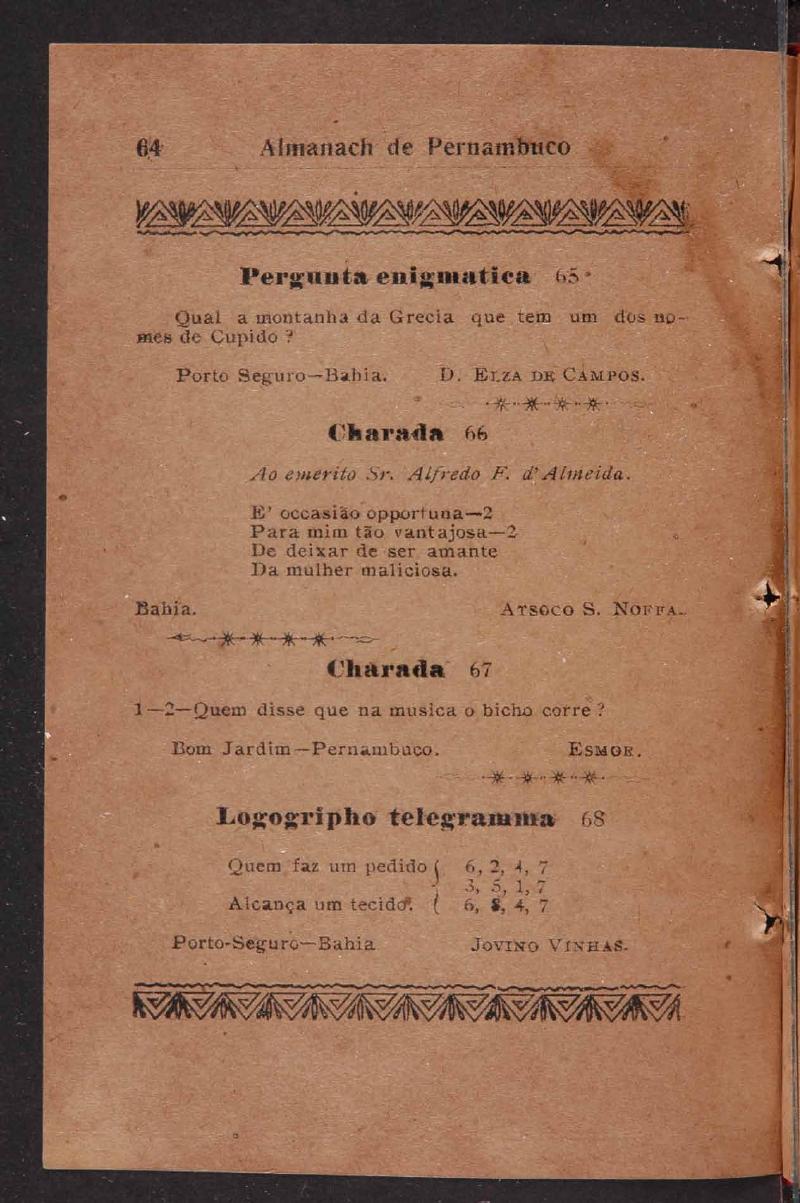 64 Almanach de Pernambuco
Pergunta enigmatica 65
Qual a montanha da Grecia que tem um dos no-
mes de Cupido ?
Porto Seguro—Bahia. D. Elza de Campos.
Charada 66
Ao emerito Sr. Alfredo F. d'Almeida.
E' occasião opportuna—2
Para mim tão vantajosa—2
De deixar de ser amante
Da mulher maliciosa.
Bahia. Atsoco S. Noffa.
Charada 67
1—2—Quem disse que na musica o bicho corre ?
Bom Jardim—Pernambuco. Esmor.
Logogripho telegramma 68
Quem faz um pedido { 6, 2, 4, 7
3, 5, 1, 7
Alcança um tecido. { 6, 8, 4, 7
Porto-Seguro—Bahia Jovino Vinhas.